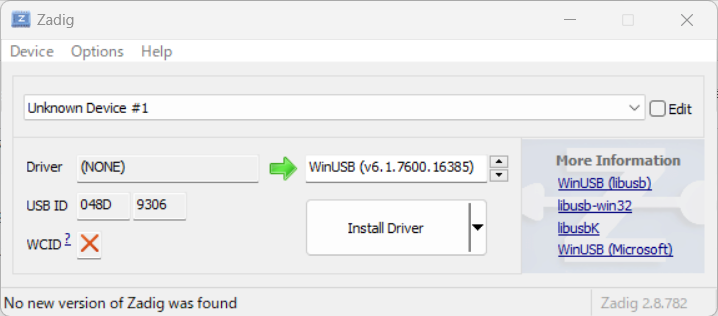 Zadig
Device Options Help
Unknown Device #1
Edit
Driver (NONE) WinUSB (v6.1.7600.16385)
USB ID 048D 9306
WCID ?
Install Driver
More Information
WinUSB (libusb)
libusb-win32
libusbK
WinUSB (Microsoft)
No new version of Zadig was found
Zadig 2.8.782